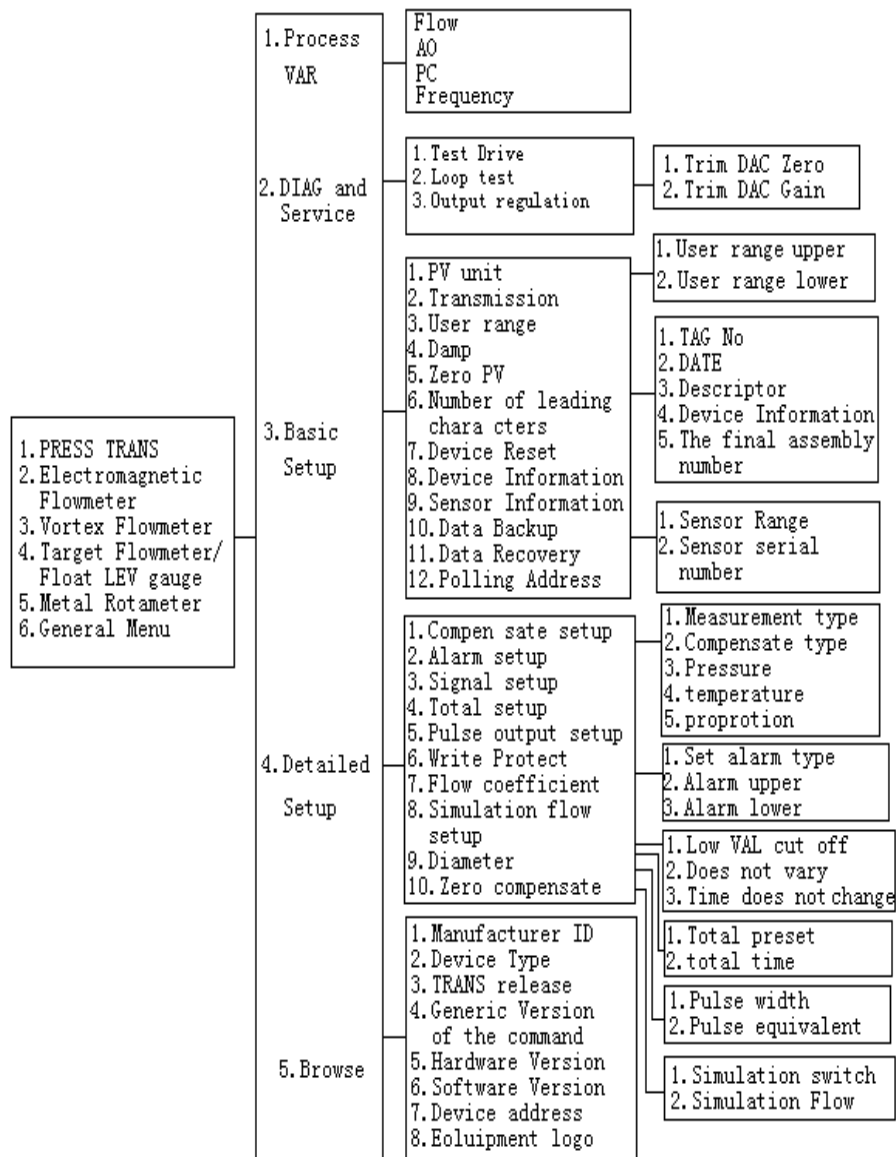 1.PRESS TRANS
2.Electromagnetic
Flowmeter
3.Vortex Flowmeter
4.Target Flowmeter/
Float LEV gauge
5.Metal Rotameter
6.General Menu
1.Process
VAR
2.DIAG and
Service
3.Basic
Setup
4.Detailed
Setup
5.Browse
Flow
AO
PC
Frequency
1.Test Drive
2.Loop test
3.Output regulation
1.Trim DAC Zero
2.Trim DAC Gain
1.PV unit
2.Transmission
3.User range
4.Damp
5.Zero PV
6.Number of leading
chara cters
7.Device Reset
8.Device Information
9.Sensor Information
10.Data Backup
11.Data Recovery
12.Polling Address
1.User range upper
2.User range lower
1.TAG No
2.DATE
3.Descriptor
4.Device Information
5.The final assembly
number
1.Sensor Range
2.Sensor serial
number
1.Compen sate setup
2.Alarm setup
3.Signal setup
4.Total setup
5.Pulse output setup
6.Write Protect
7.Flow coefficient
8.Simulation flow
setup
9.Diameter
10.Zero compensate
1.Measurement type
2.Compensate type
3.Pressure
4.temperature
5.proprotion
1.Set alarm type
2.Alarm upper
3.Alarm lower
1.Low VAL cut off
2.Does not vary
3.Time does not change
1.Total preset
2.total time
1.Pulse width
2.Pulse equivalent
1.Simulation switch
2.Simulation Flow
1.Manufacturer ID
2.Device Type
3.TRANS release
4.Generic Version
of the command
5.Hardware Version
6.Software Version
7.Device address
8.Eoluipment logo